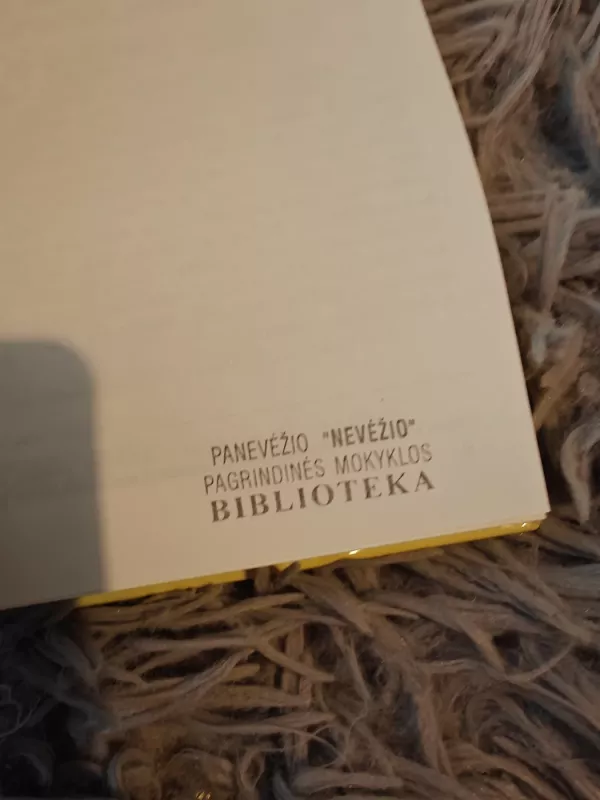 PANEVĖŽIO "NEVĖŽIO"
PAGRINDINĖS MOKYKLOS
BIBLIOTEKA